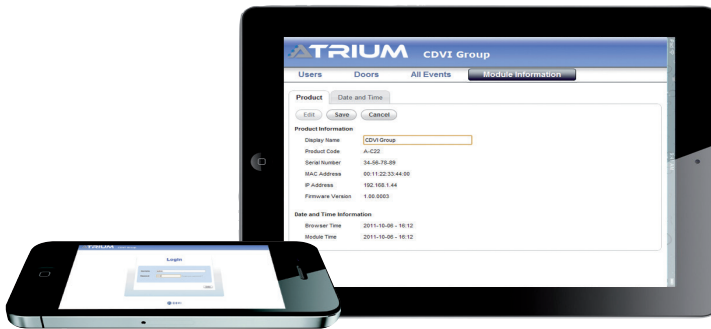 ATRIUM CDVI Group
Users Doors All Events Module Information
Product Date and Time
Edit Save Cancel
Product Information
Display Name CDVI Group
Product Code A-C22
Serial Number 34-56-78-89
MAC Address 00:11:22:33:44:00
IP Address 192.168.1.44
Firmware Version 1.00.0003
Date and Time Information
Browser Time 2011-10-06 - 16:12
Module Time 2011-10-06 - 16:12
ATRIUM
Login